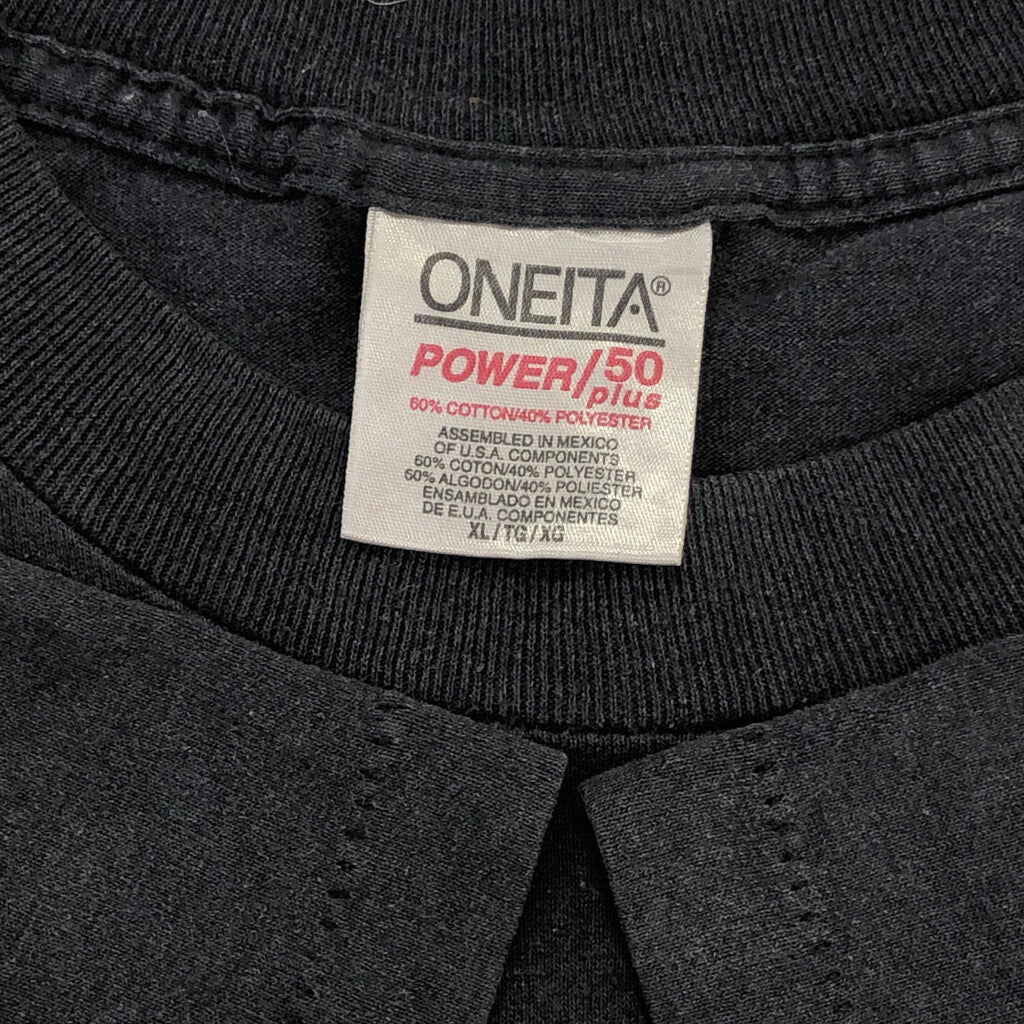 ONEITA®
POWER/50
plus
60% COTTON/40% POLYESTER
ASSEMBLED IN MEXICO
OF U.S.A. COMPONENTS
60% COTON/40% POLYESTER
60% ALGODON/40% POLIESTER
ENSAMBLADO EN MEXICO
DE E.U.A. COMPONENTES
XL/TG/XG